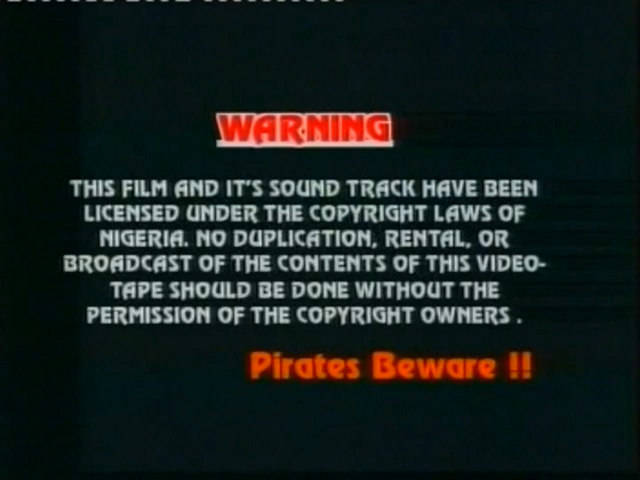 WARNING
THIS FILM AND IT'S SOUND TRACK HAVE BEEN
LICENSED UNDER THE COPYRIGHT LAWS OF
NIGERIA. NO DUPLICATION, RENTAL, OR
BROADCAST OF THE CONTENTS OF THIS VIDEO-
TAPE SHOULD BE DONE WITHOUT THE
PERMISSION OF THE COPYRIGHT OWNERS .
Pirates Beware !!